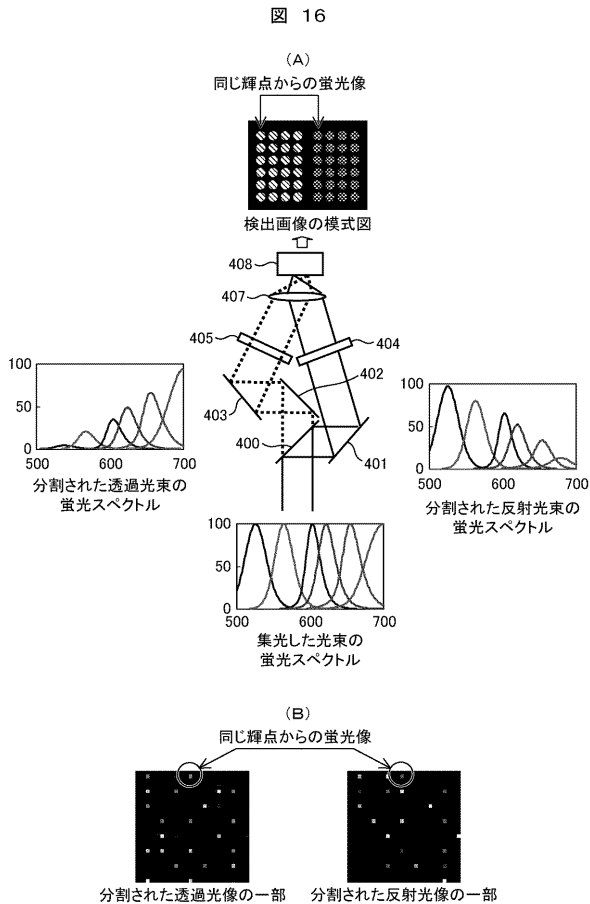 図 16
(A)
同じ輝点からの蛍光像
検出画像の模式図
408
407
405
404
402
403
400
401
100
50
0
500
600
700
分割された透過光束の
蛍光スペクトル
100
50
0
500
600
700
分割された反射光束の
蛍光スペクトル
100
50
0
500
600
700
集光した光束の
蛍光スペクトル
(B)
同じ輝点からの蛍光像
分割された透過光像の一部
分割された反射光像の一部